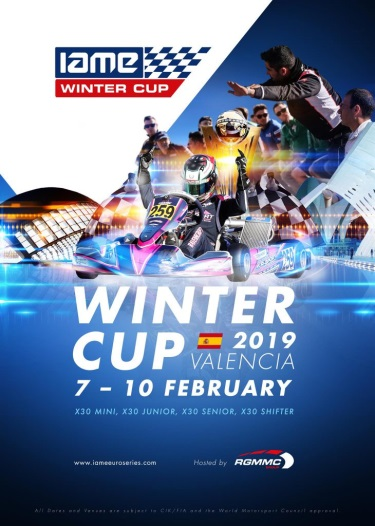 iame
WINTER CUP
259
WINTER
CUP 2019
VALENCIA
7 – 10 FEBRUARY
X30 MINI, X30 JUNIOR, X30 SENIOR, X30 SHIFTER
www.iameeuroseries.com Hosted by RGMMC
All Dates and Venues are subject to CIK/FIA and the World Motorsport Council approval